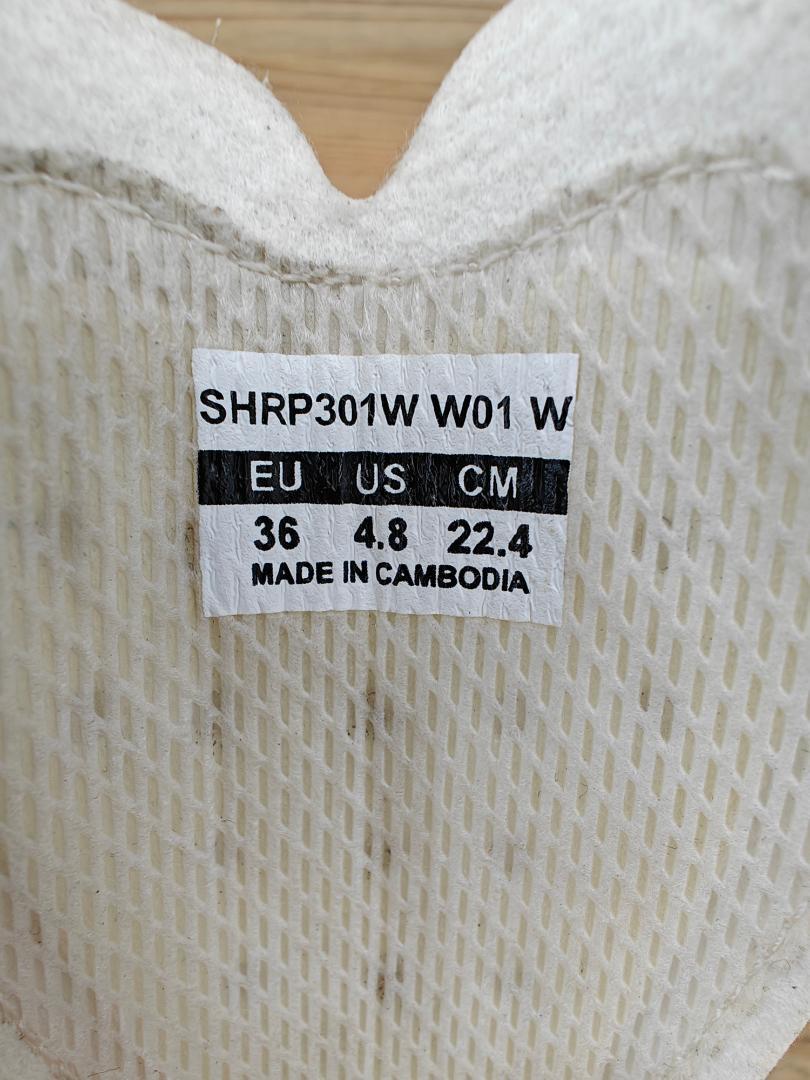 SHRP301W W01 W
EU US CM
36 4.8 22.4
MADE IN CAMBODIA